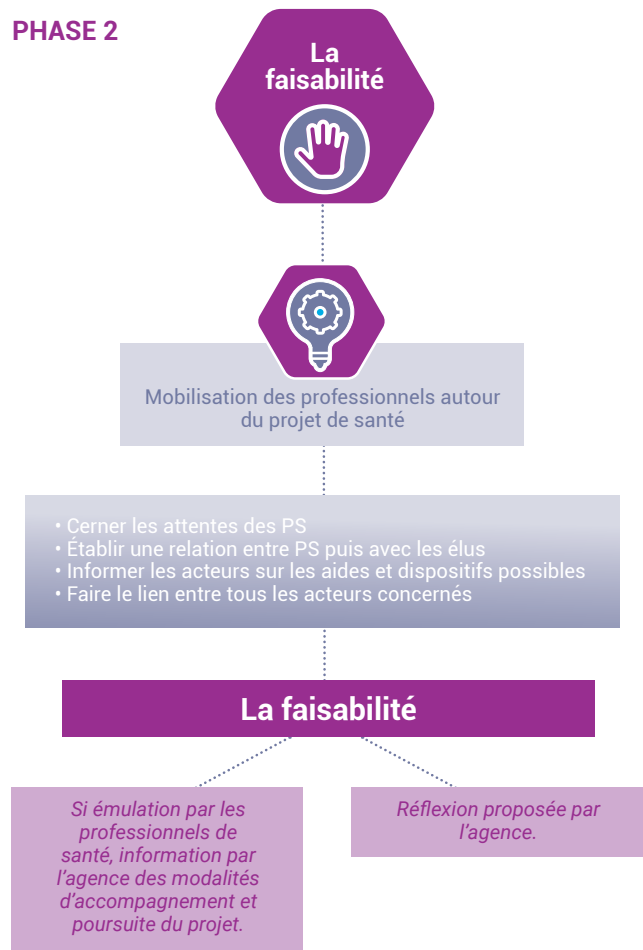 PHASE 2
La
faisabilité
Mobilisation des professionnels autour
du projet de santé
• Cerner les attentes des PS
• Établir une relation entre PS puis avec les élus
• Informer les acteurs sur les aides et dispositifs possibles
• Faire le lien entre tous les acteurs concernés
La faisabilité
Si émulation par les
professionnels de
santé, information par
l’agence des modalités
d’accompagnement et
poursuite du projet.
Réflexion proposée par
l’agence.